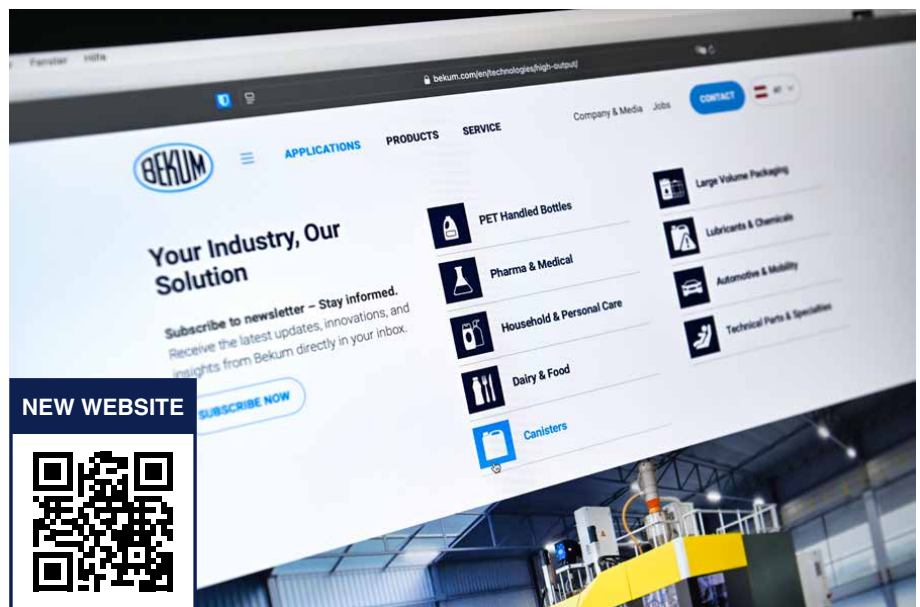 Fenster Hilfe
bekum.com/en/technologies/high-output/
BEKUM
APPLICATIONS
PRODUCTS
SERVICE
Company & Media
Jobs
CONTACT
AT
Your Industry, Our
Solution
Subscribe to newsletter – Stay informed.
Receive the latest updates, innovations, and
insights from Bekum directly in your inbox.
SUBSCRIBE NOW
PET Handled Bottles
Pharma & Medical
Household & Personal Care
Dairy & Food
Canisters
Large Volume Packaging
Lubricants & Chemicals
Automotive & Mobility
Technical Parts & Specialties
NEW WEBSITE